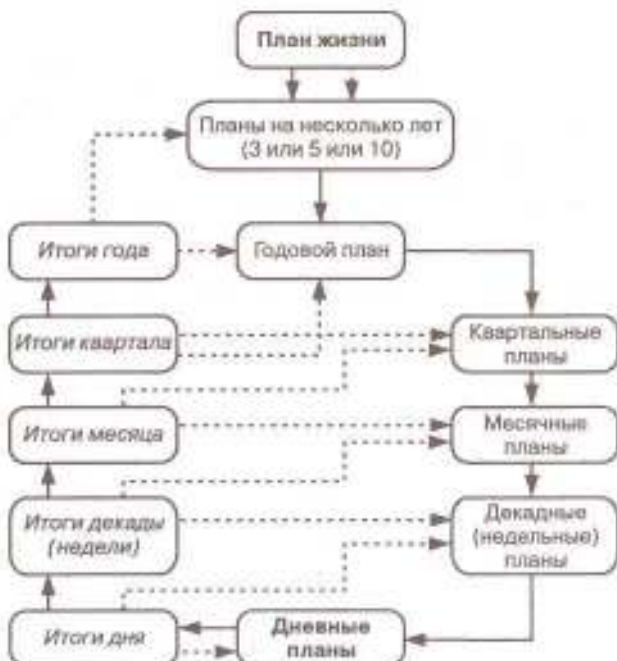 План жизни
Планы на несколько лет
(3 или 5 или 10)
Итоги года
Годовой план
Итоги квартала
Квартальные
планы
Итоги месяца
Месячные
планы
Итоги декады
(недели)
Декадные
(недельные)
планы
Итоги дня
Дневные
планы